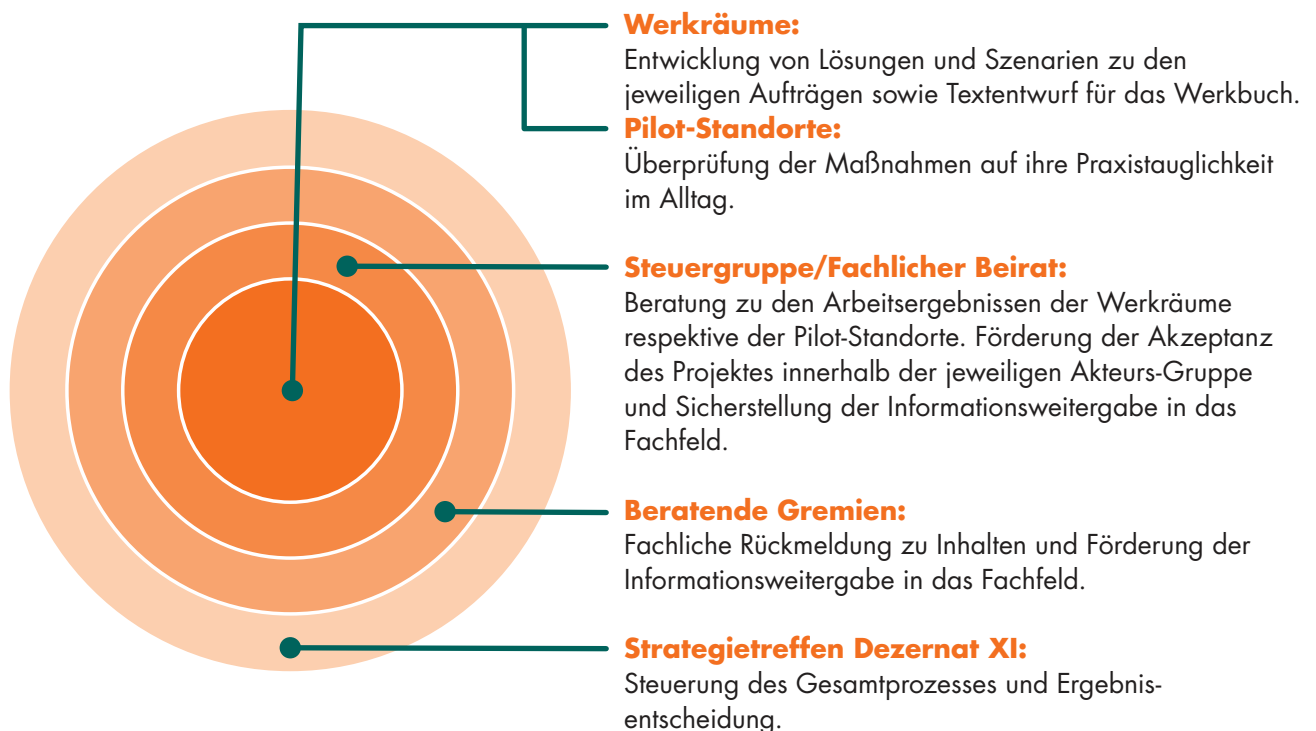 Werkräume:
Entwicklung von Lösungen und Szenarien zu den
jeweiligen Aufträgen sowie Textentwurf für das Werkbuch.
Pilot-Standorte:
Überprüfung der Maßnahmen auf ihre Praxistauglichkeit
im Alltag.
Steuergruppe/Fachlicher Beirat:
Beratung zu den Arbeitsergebnissen der Werkräume
respektive der Pilot-Standorte. Förderung der Akzeptanz
des Projektes innerhalb der jeweiligen Akteurs-Gruppe
und Sicherstellung der Informationsweitergabe in das
Fachfeld.
Beratende Gremien:
Fachliche Rückmeldung zu Inhalten und Förderung der
Informationsweitergabe in das Fachfeld.
Strategietreffen Dezernat XI:
Steuerung des Gesamtprozesses und Ergebnis-
entscheidung.